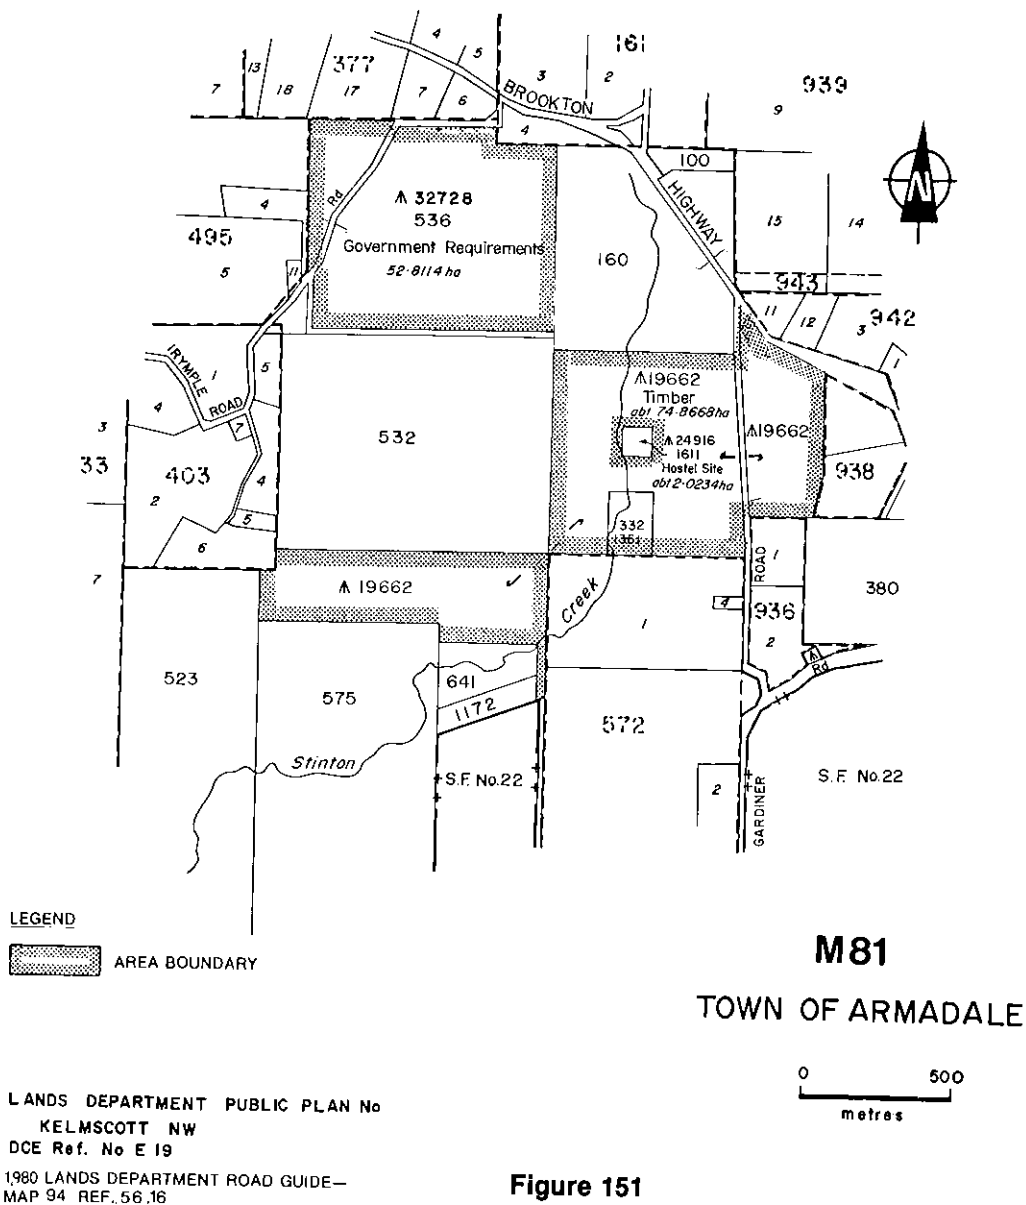 4
5
161
377
13
7
18
17
7
6
3
2
939
BROOKTON
9
4
100
N
Rd
32728
536
Government Requirements
52·8114 ha
HIGHWAY
4
495
5
11
160
15
14
943
11
12
3
942
1
IRYMPLE
ROAD
1
5
4
7
3
33
403
2
4
5
6
532
19662
Timber
abt 74·8668ha
24916
1611
Hostel Site
abt 2·0234ha
19662
938
332
1361
7
19662
Creek
ROAD
1
380
4
936
2
1
Rd
523
575
641
1172
572
Stinton
S.F. No.22
2
GARDINER
S.F. No.22
LEGEND
AREA BOUNDARY
M81
TOWN OF ARMADALE
0 500
metres
LANDS DEPARTMENT PUBLIC PLAN No
KELMSCOTT NW
DCE Ref. No E 19
1980 LANDS DEPARTMENT ROAD GUIDE—
MAP 94 REF. 56.16
Figure 151